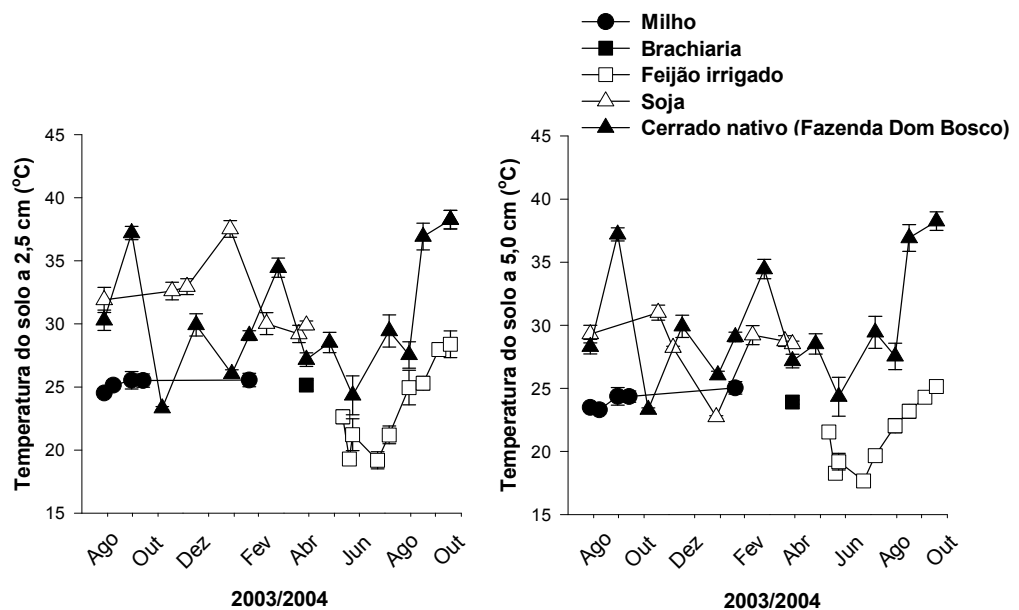 Milho
Brachiaria
Feijão irrigado
Soja
Cerrado nativo (Fazenda Dom Bosco)
Temperatura do solo a 2,5 cm (°C)
45
40
35
30
25
20
15
Ago
Out
Dez
Fev
Abr
Jun
Ago
Out
2003/2004
Temperatura do solo a 5,0 cm (°C)
45
40
35
30
25
20
15
Ago
Out
Dez
Fev
Abr
Jun
Ago
Out
2003/2004